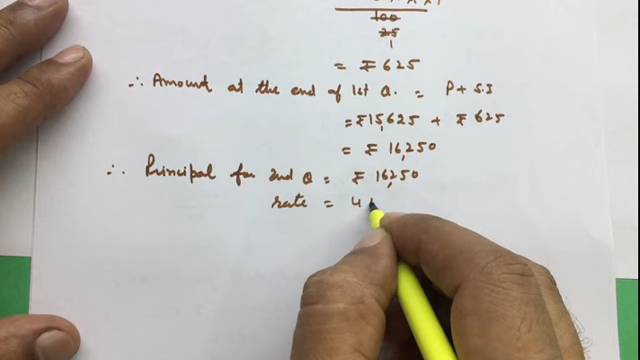 100
25
1
= ₹ 625
∴ Amount at the end of 1st Q. = P + S.I
= ₹15,625 + ₹ 625
= ₹ 16,250
∴ Principal for 2nd Q = ₹ 16,250
rate = 4